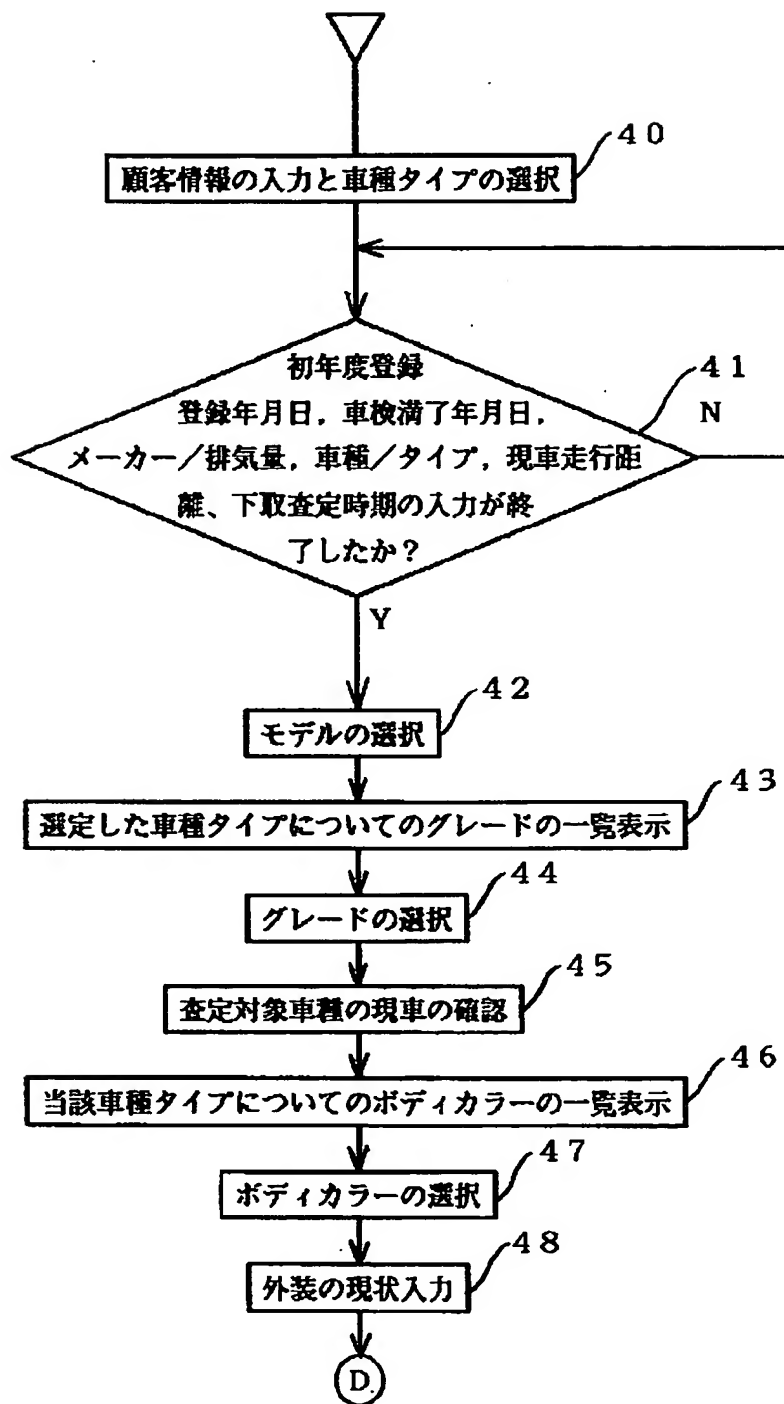 ４０
顧客情報の入力と車種タイプの選択
初年度登録
４１
登録年月日，車検満了年月日，
N
メーカー／排気量，車種／タイプ，現車走行距
離、下取査定時期の入力が終
了したか？
Y
４２
モデルの選択
４３
選定した車種タイプについてのグレードの一覧表示
４４
グレードの選択
４５
査定対象車種の現車の確認
４６
当該車種タイプについてのボディカラーの一覧表示
４７
ボディカラーの選択
４８
外装の現状入力
D